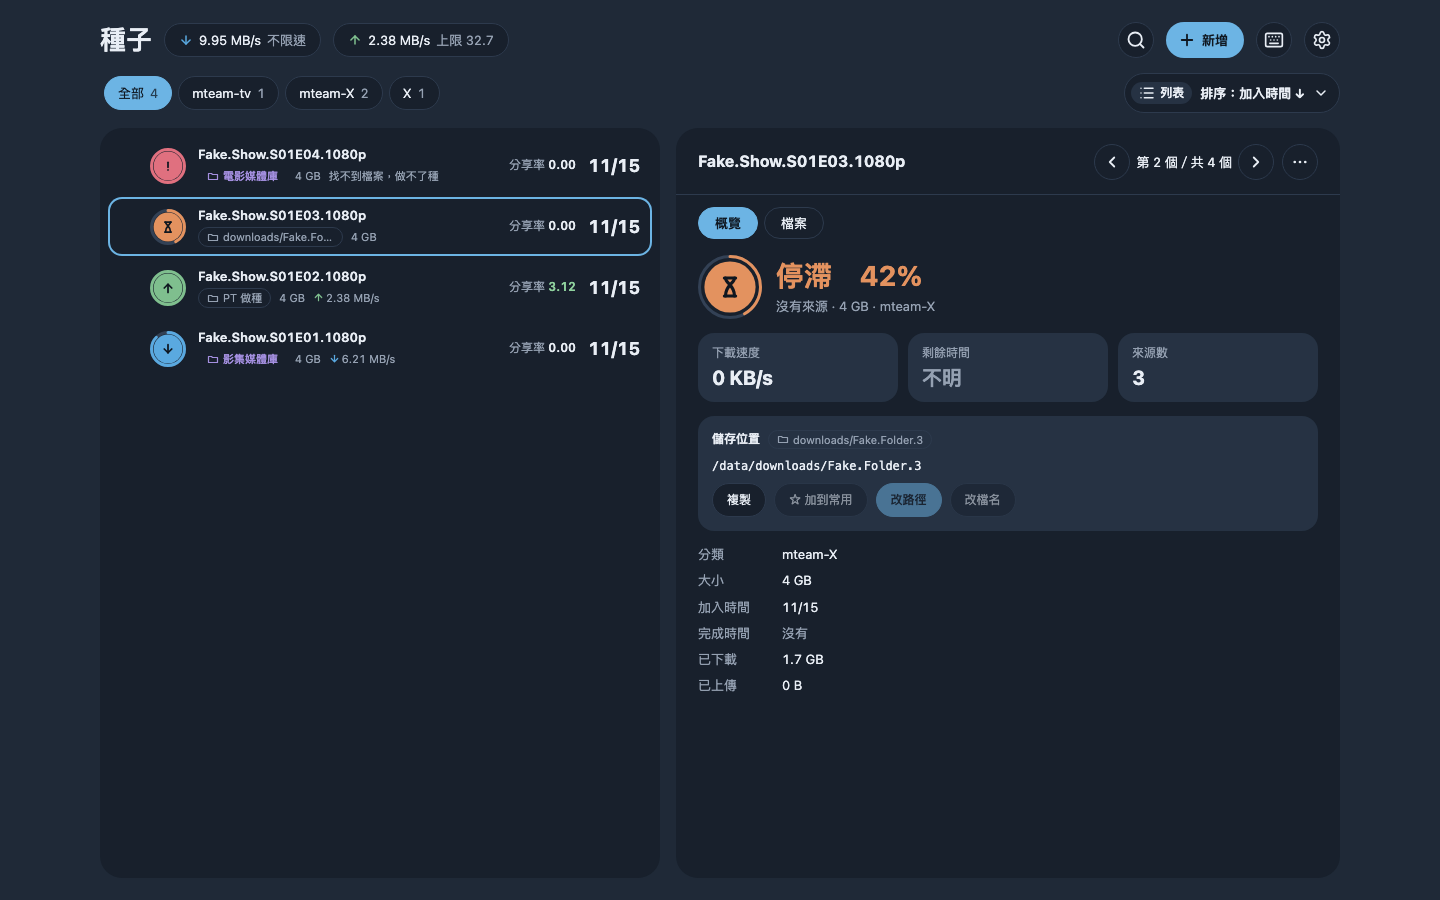 種子 9.95 MB/s 不限速 2.38 MB/s 上限 32.7 新增
全部 4 mteam-tv 1 mteam-X 2 X 1 列表 排序：加入時間
Fake.Show.S01E04.1080p
電影媒體庫 4 GB 找不到檔案，做不了種
分享率 0.00 11/15
Fake.Show.S01E03.1080p
downloads/Fake.Fo... 4 GB
分享率 0.00 11/15
Fake.Show.S01E02.1080p
PT 做種 4 GB 2.38 MB/s
分享率 3.12 11/15
Fake.Show.S01E01.1080p
影集媒體庫 4 GB 6.21 MB/s
分享率 0.00 11/15
Fake.Show.S01E03.1080p 第 2 個 / 共 4 個
概覽 檔案
停滯 42%
沒有來源 · 4 GB · mteam-X
下載速度
0 KB/s
剩餘時間
不明
來源數
3
儲存位置 downloads/Fake.Folder.3
/data/downloads/Fake.Folder.3
複製 加到常用 改路徑 改檔名
分類 mteam-X
大小 4 GB
加入時間 11/15
完成時間 沒有
已下載 1.7 GB
已上傳 0 B